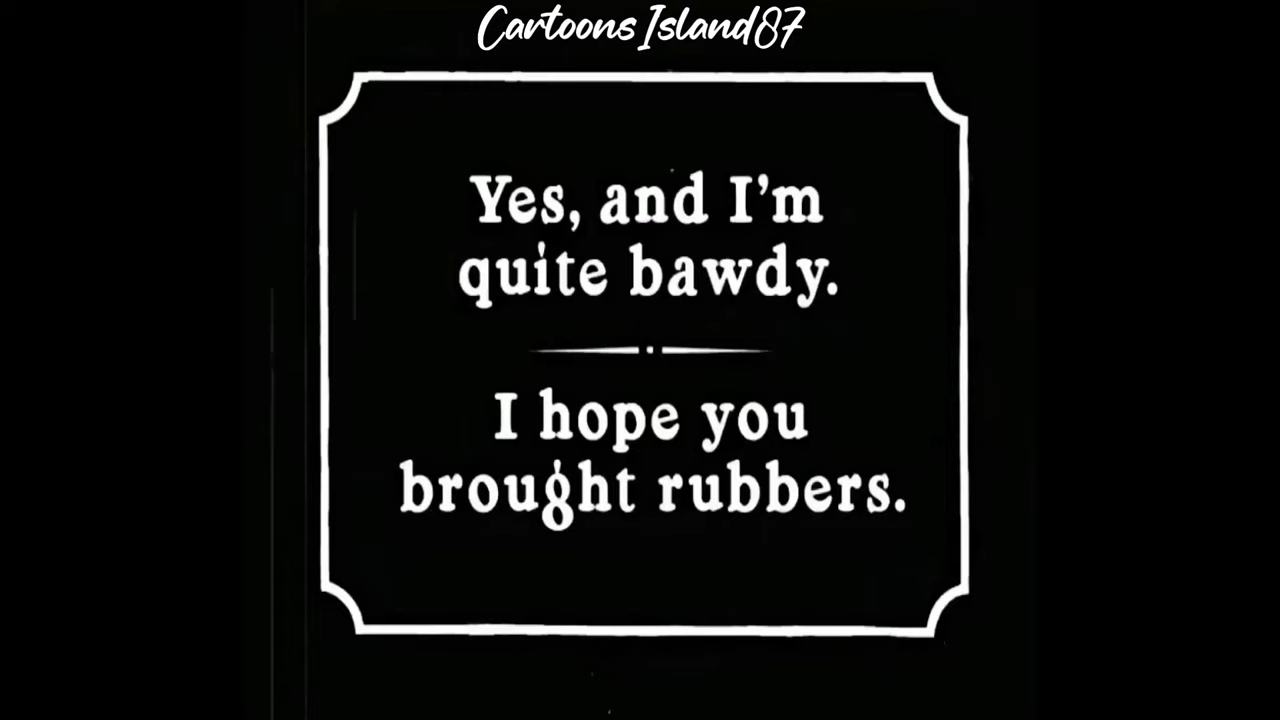 Cartoons Island87
Yes, and I'm
quite bawdy.
I hope you
brought rubbers.